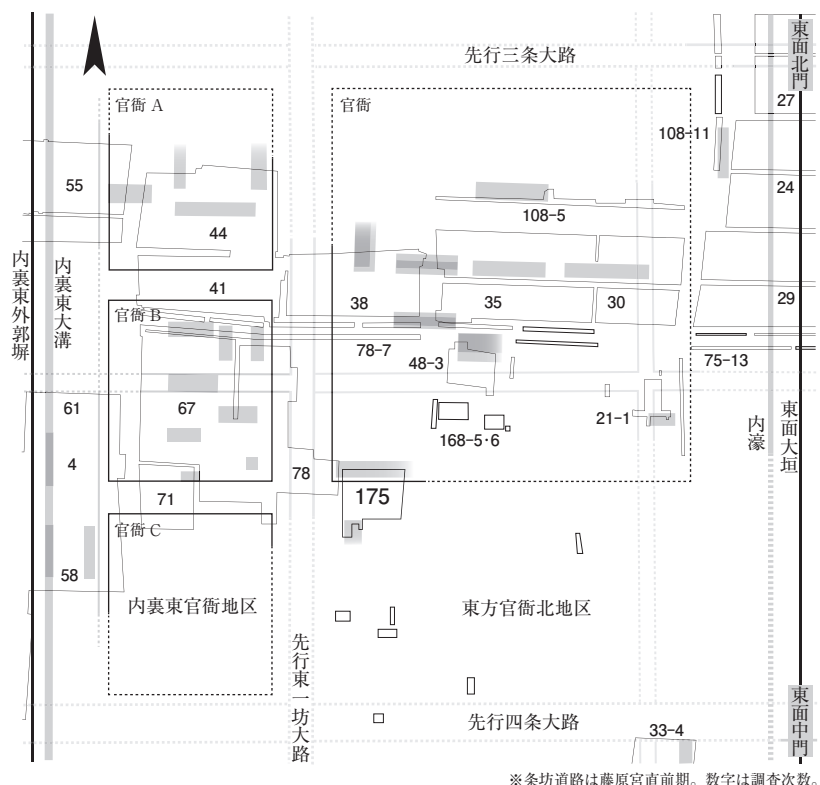 先行三条大路
東面北門
官衙 A
官衙
27
108-11
55
24
44
108-5
内裏東外郭塀
内裏東大溝
41
38
35
30
29
官衙 B
78-7
48-3
75-13
61
67
21-1
内濠
東面大垣
168-5・6
4
78
71
175
官衙 C
58
内裏東官衙地区
東方官衙北地区
先行東一坊大路
先行四条大路
東面中門
33-4
※条坊道路は藤原宮直前期。数字は調査次数。